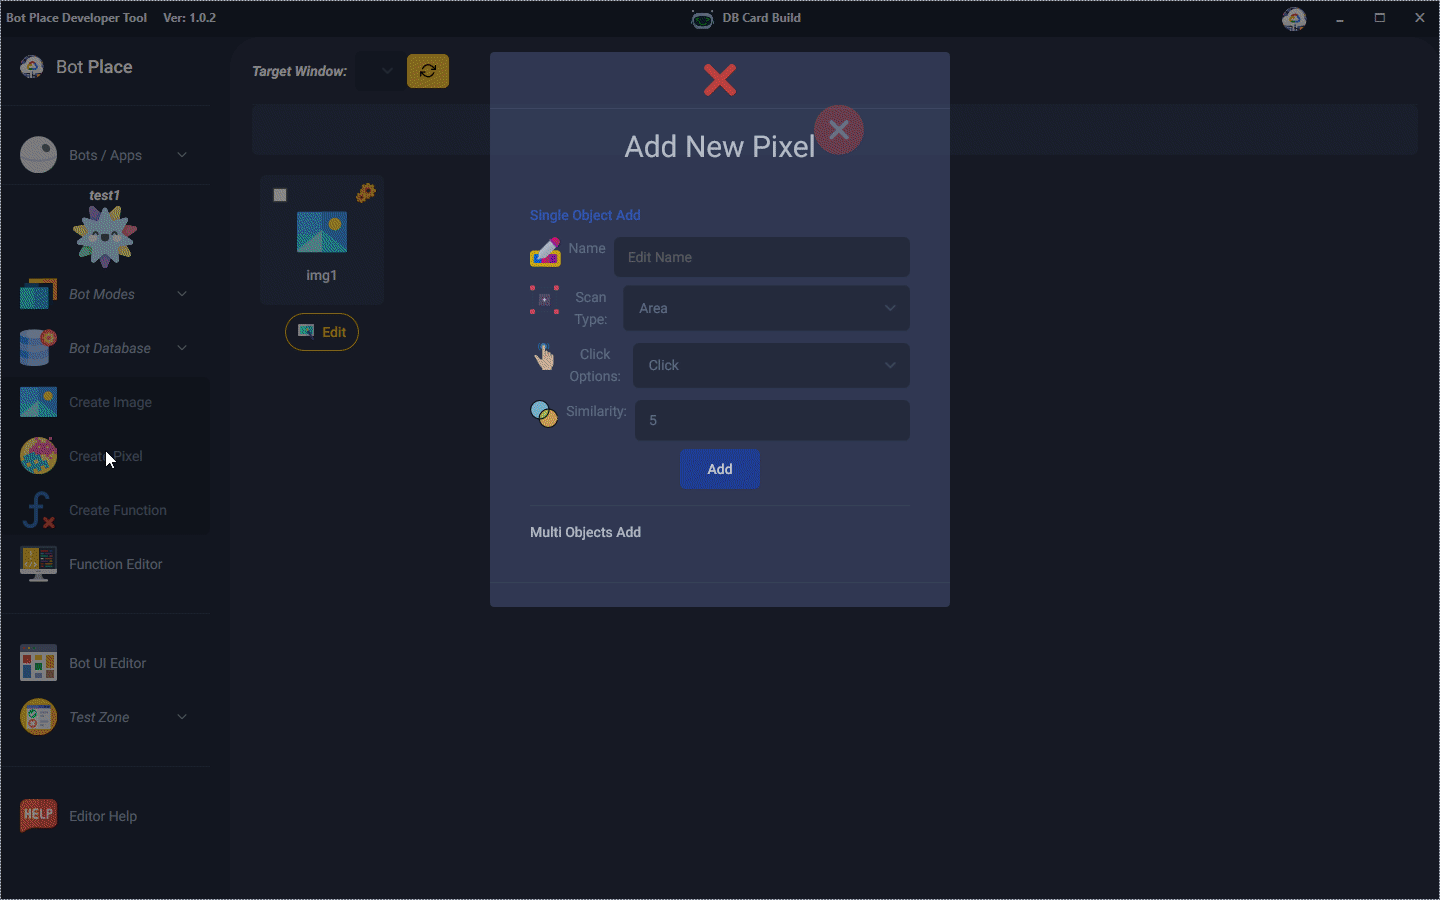 Bot Place Developer Tool Ver: 1.0.2
DB Card Build
Bot Place
Target Window:
Bots / Apps
test1
Bot Modes
Bot Database
Create Image
Create Pixel
Create Function
Function Editor
Bot UI Editor
Test Zone
HELP
Editor Help
img1
Edit
Add New Pixel
Single Object Add
Name
Edit Name
Scan
Type:
Area
Click
Options:
Click
Similarity:
5
Add
Multi Objects Add